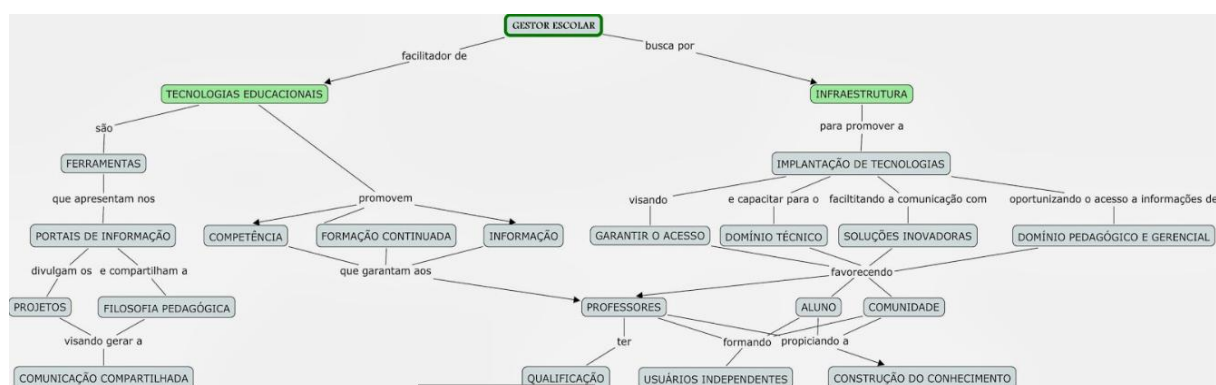 GESTOR ESCOLAR
facilitador de
busca por
TECNOLOGIAS EDUCACIONAIS
INFRAESTRUTURA
são
para promover a
FERRAMENTAS
IMPLANTAÇÃO DE TECNOLOGIAS
que apresentam nos
promovem
visando
e capacitar para o
faciltitando a comunicação com
oportunizando o acesso a informações de
PORTAIS DE INFORMAÇÃO
COMPETÊNCIA
FORMAÇÃO CONTINUADA
INFORMAÇÃO
GARANTIR O ACESSO
DOMÍNIO TÉCNICO
SOLUÇÕES INOVADORAS
DOMÍNIO PEDAGÓGICO E GERENCIAL
divulgam os
e compartilham a
que garantam aos
favorecendo
PROJETOS
FILOSOFIA PEDAGÓGICA
PROFESSORES
ALUNO
COMUNIDADE
visando gerar a
ter
formando
propiciando a
COMUNICAÇÃO COMPARTILHADA
QUALIFICAÇÃO
USUÁRIOS INDEPENDENTES
CONSTRUÇÃO DO CONHECIMENTO